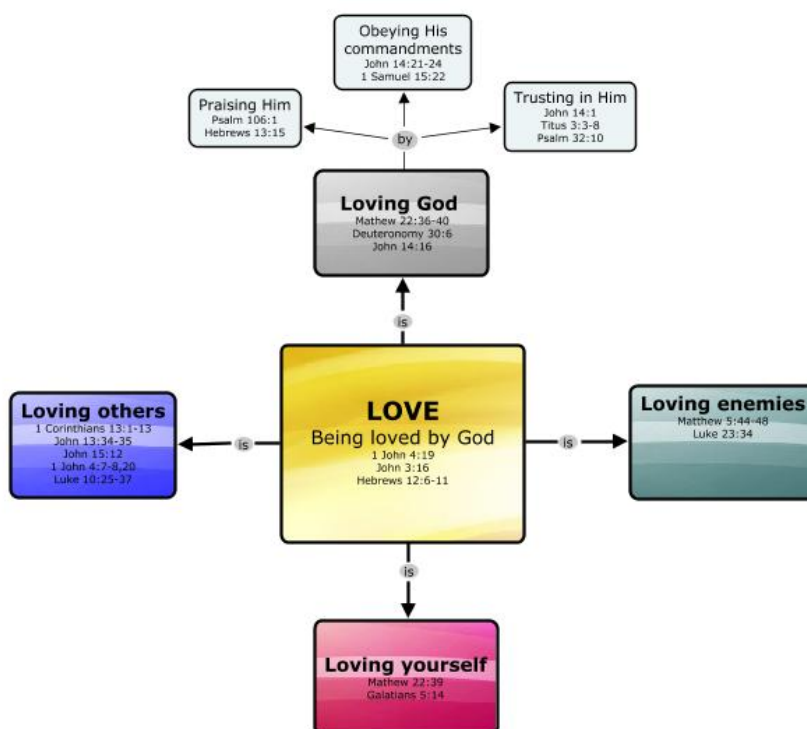 Obeying His
commandments
John 14:21-24
1 Samuel 15:22
Praising Him
Psalm 106:1
Hebrews 13:15
Trusting in Him
John 14:1
Titus 3:3-8
Psalm 32:10
by
Loving God
Mathew 22:36-40
Deuteronomy 30:6
John 14:16
is
Loving others
1 Corinthians 13:1-13
John 13:34-35
John 15:12
1 John 4:7-8,20
Luke 10:25-37
is
LOVE
Being loved by God
1 John 4:19
John 3:16
Hebrews 12:6-11
is
Loving enemies
Matthew 5:44-48
Luke 23:34
is
Loving yourself
Mathew 22:39
Galatians 5:14